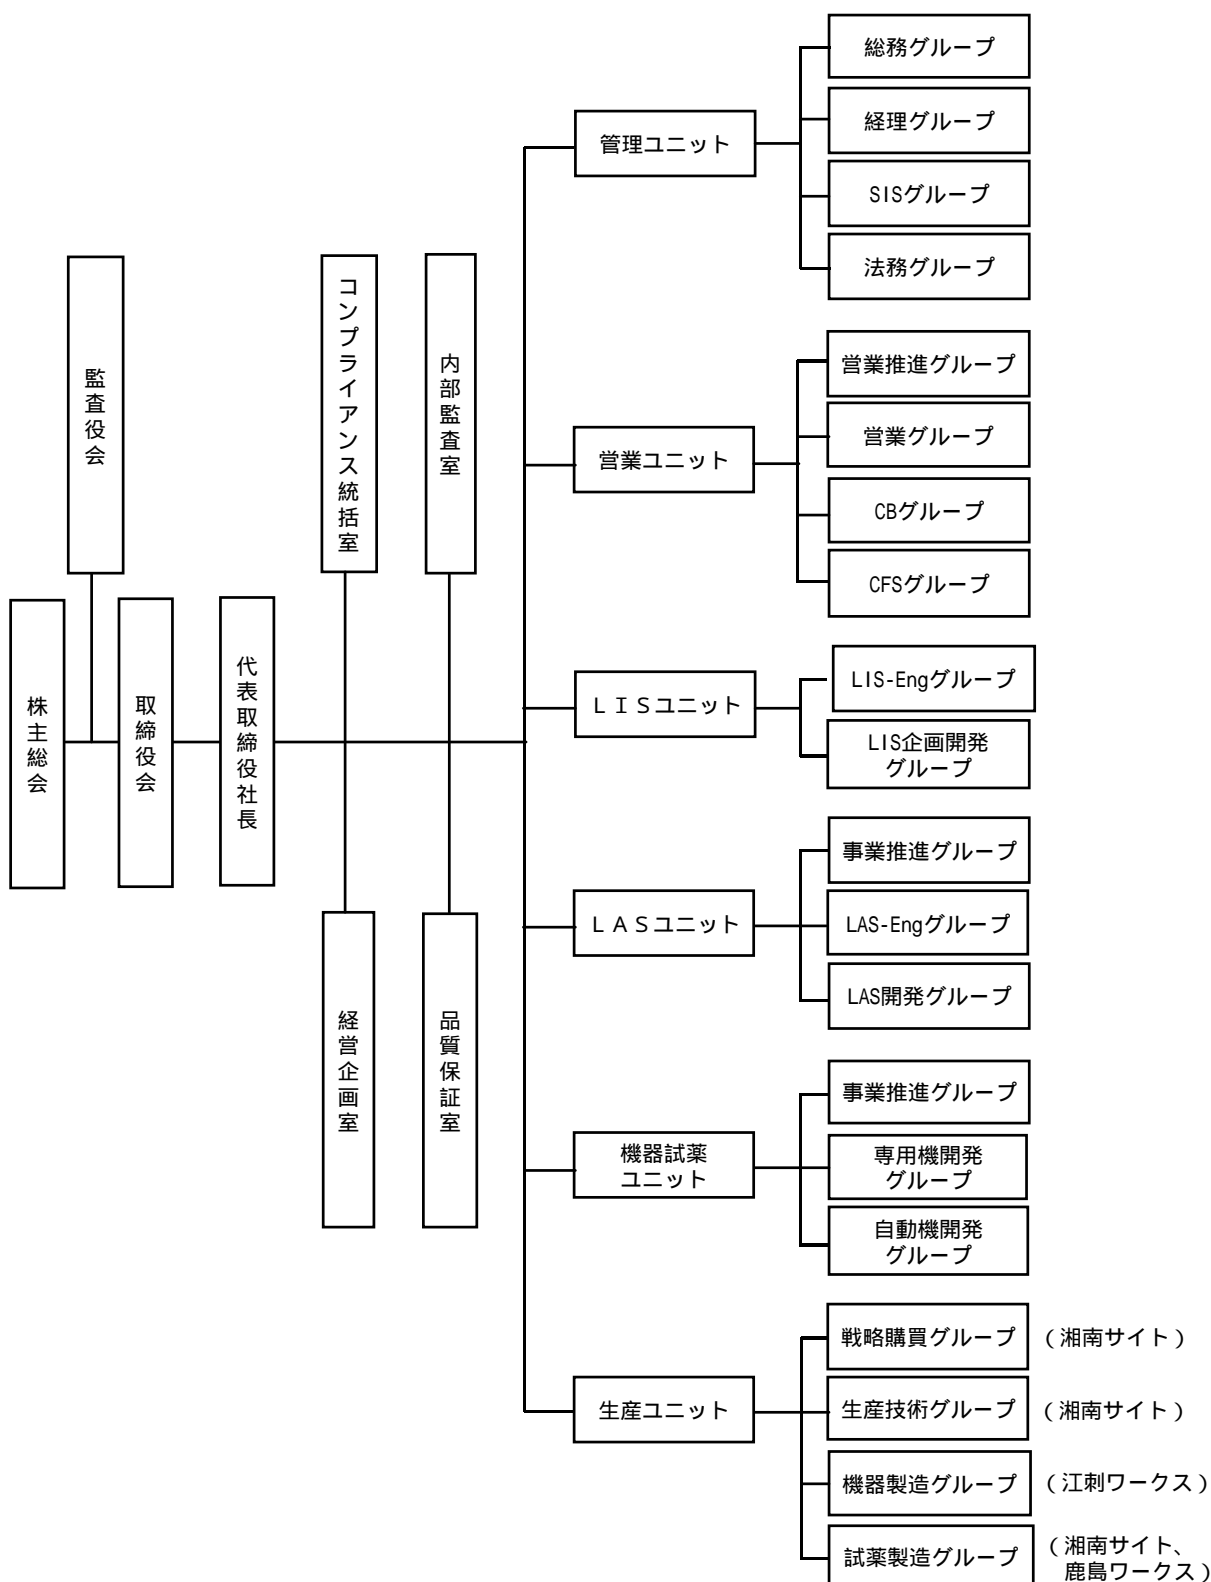 株主総会
監査役会
取締役会
代表取締役社長
コンプライアンス統括室
経営企画室
内部監査室
品質保証室
管理ユニット
総務グループ
経理グループ
SISグループ
法務グループ
営業ユニット
営業推進グループ
営業グループ
CBグループ
CFSグループ
ＬＩＳユニット
LIS-Engグループ
LIS企画開発
グループ
ＬＡＳユニット
事業推進グループ
LAS-Engグループ
LAS開発グループ
機器試薬
ユニット
事業推進グループ
専用機開発
グループ
自動機開発
グループ
生産ユニット
戦略購買グループ （湘南サイト）
生産技術グループ （湘南サイト）
機器製造グループ （江刺ワークス）
試薬製造グループ （湘南サイト、
鹿島ワークス）